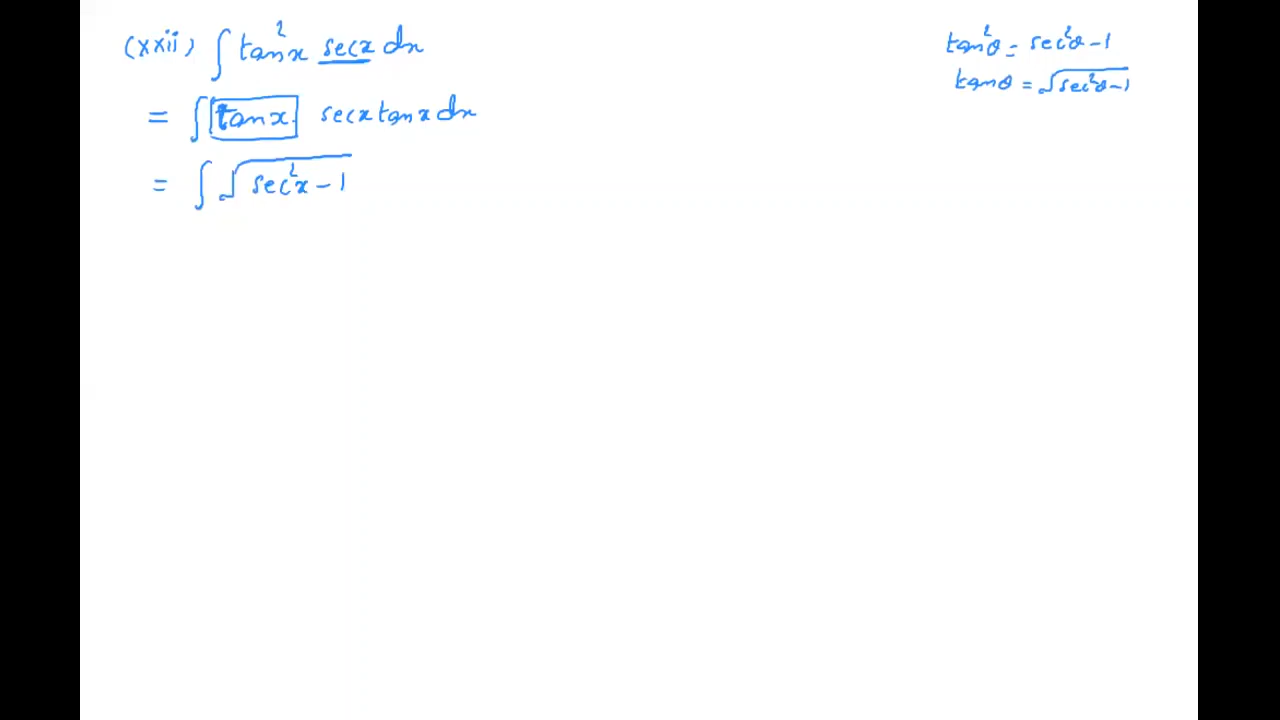 (xxii) ∫ tan²x secx dx
= ∫ tanx. secx tanx dx
= ∫ √(sec²x − 1)
tan²θ = sec²θ − 1
tanθ = √(sec²θ − 1)